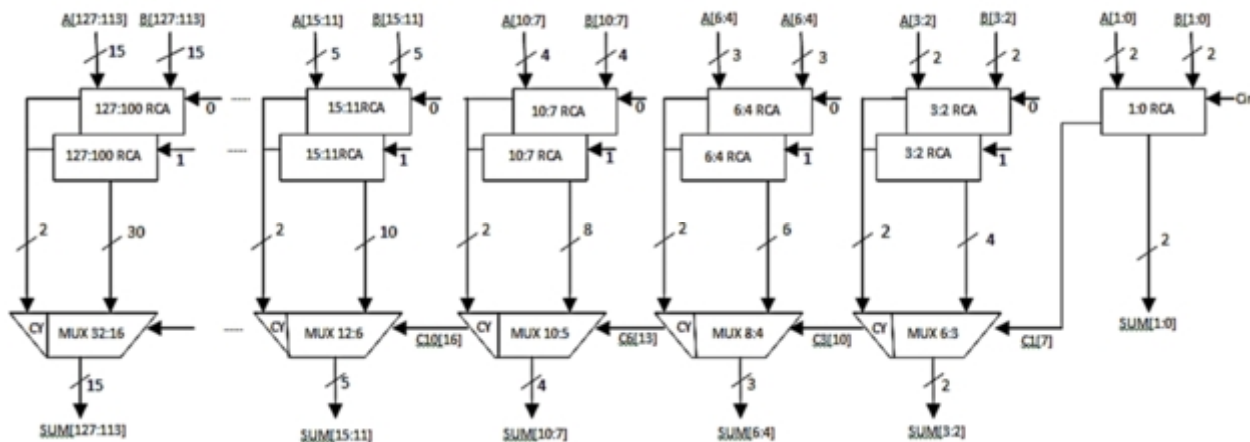 A[127:113] B[127:113] A[15:11] B[15:11] A[10:7] B[10:7] A[6:4] A[6:4] A[3:2] B[3:2] A[1:0] B[1:0]
15 15 5 5 4 4 3 3 2 2 2 2
127:100 RCA 0 ..... 15:11RCA 0 10:7 RCA 0 6:4 RCA 0 3:2 RCA 0 1:0 RCA Cin
127:100 RCA 1 ..... 15:11RCA 1 10:7 RCA 1 6:4 RCA 1 3:2 RCA 1
2 30 2 10 2 8 2 6 2 4 2
CY MUX 32:16 ..... CY MUX 12:6 C10[16] CY MUX 10:5 C6[13] CY MUX 8:4 C3[10] CY MUX 6:3 C1[7] SUM[1:0]
15 5 4 3 2
SUM[127:113] SUM[15:11] SUM[10:7] SUM[6:4] SUM[3:2]